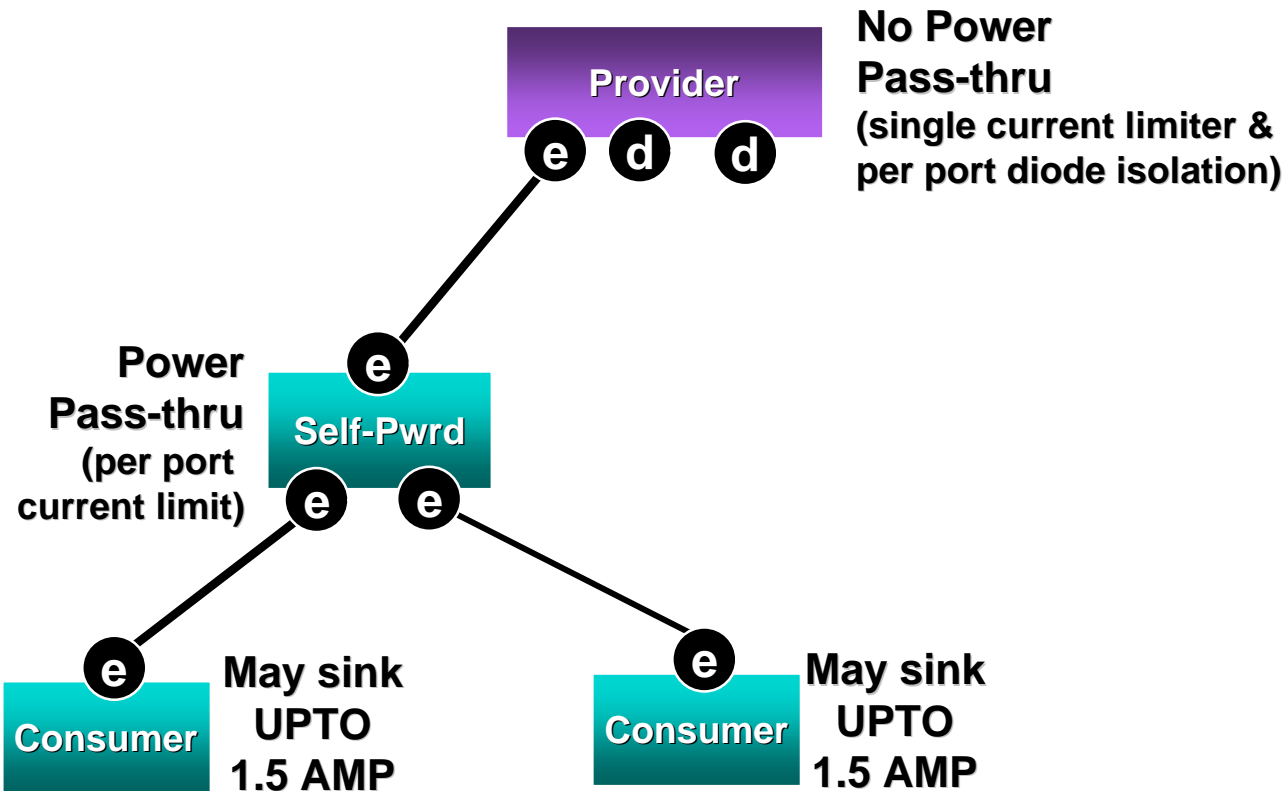 No Power
Pass-thru
(single current limiter &
per port diode isolation)
Provider
e
d
d
e
Power
Pass-thru
(per port
current limit)
Self-Pwrd
e
e
e
Consumer
May sink
UPTO
1.5 AMP
e
Consumer
May sink
UPTO
1.5 AMP